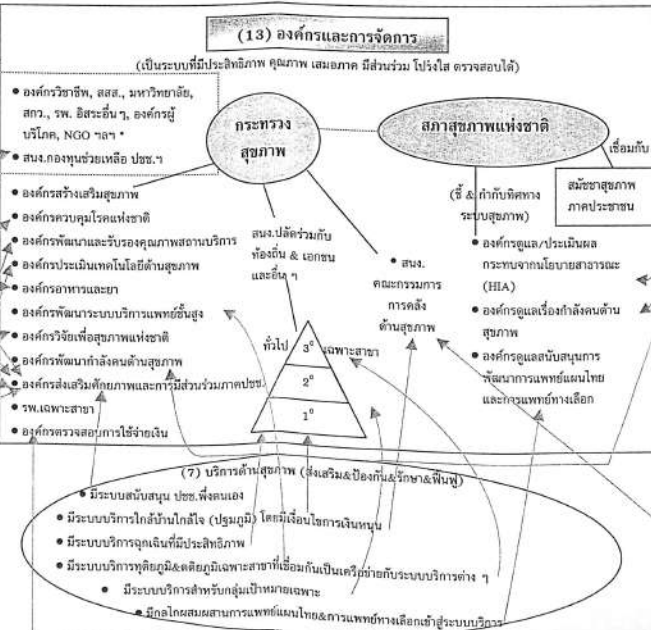 (13) องค์กรและการจัดการ
(เป็นระบบที่มีประสิทธิภาพ คุณภาพ เสมอภาค มีส่วนร่วม โปร่งใส ตรวจสอบได้)
● องค์กรวิชาชีพ, สสส., มหาวิทยาลัย,
สกว., รพ. อิสระอื่น ๆ, องค์กรผู้
บริโภค, NGO ฯลฯ *
● สนง.กองทุนช่วยเหลือ ปชช.ฯ
กระทรวง
สุขภาพ
สภาสุขภาพแห่งชาติ
เชื่อมกับ
สมัชชาสุขภาพ
ภาคประชาชน
● องค์กรสร้างเสริมสุขภาพ
● องค์กรควบคุมโรคแห่งชาติ
● องค์กรพัฒนาและรับรองคุณภาพสถานบริการ
● องค์กรประเมินเทคโนโลยีด้านสุขภาพ
● องค์กรอาหารและยา
● องค์กรพัฒนาระบบบริการแพทย์ขั้นสูง
● องค์กรวิจัยเพื่อสุขภาพแห่งชาติ
● องค์กรพัฒนากำลังคนด้านสุขภาพ
● องค์กรส่งเสริมศักยภาพและการมีส่วนร่วมภาคปชช.
● รพ.เฉพาะสาขา
● องค์กรตรวจสอบการใช้จ่ายเงิน
สนง.ปลัดร่วมกับ
ท้องถิ่น & เอกชน
และอื่น ๆ
● สนง.
คณะกรรมการ
การคลัง
ด้านสุขภาพ
(ชี้ & กำกับทิศทาง
ระบบสุขภาพ)
● องค์กรดูแล/ประเมินผล
กระทบจากนโยบายสาธารณะ
(HIA)
● องค์กรดูแลเรื่องกำลังคนด้าน
สุขภาพ
● องค์กรดูแลสนับสนุนการ
พัฒนาการแพทย์แผนไทย
และการแพทย์ทางเลือก
ทั่วไป 3° เฉพาะสาขา
2°
1°
(7) บริการด้านสุขภาพ (ส่งเสริม&ป้องกัน&รักษา&ฟื้นฟู)
● มีระบบสนับสนุน ปชช.พึ่งตนเอง
● มีระบบบริการใกล้บ้านใกล้ใจ (ปฐมภูมิ) โดยมีเงื่อนไขการเงินหนุน
● มีระบบบริการฉุกเฉินที่มีประสิทธิภาพ
● มีระบบบริการทุติยภูมิ&ตติยภูมิเฉพาะสาขาที่เชื่อมกันเป็นเครือข่ายกับระบบบริการต่าง ๆ
● มีระบบบริการสำหรับกลุ่มเป้าหมายเฉพาะ
● มีกลไกผสมผสานการแพทย์แผนไทย&การแพทย์ทางเลือกเข้าสู่ระบบบริการ